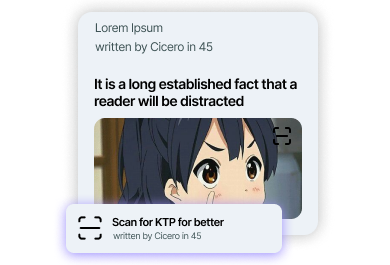 Lorem Ipsum
written by Cicero in 45
It is a long established fact that a
reader will be distracted
Scan for KTP for better
written by Cicero in 45